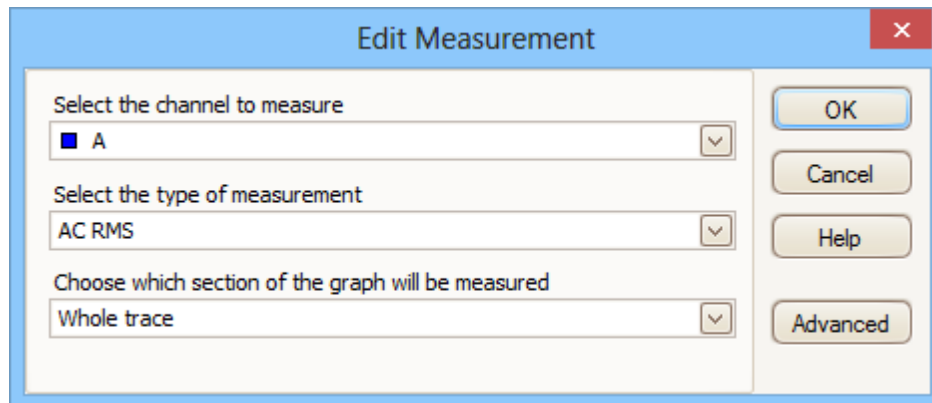 Edit Measurement
Select the channel to measure
A
Select the type of measurement
AC RMS
Choose which section of the graph will be measured
Whole trace
OK
Cancel
Help
Advanced